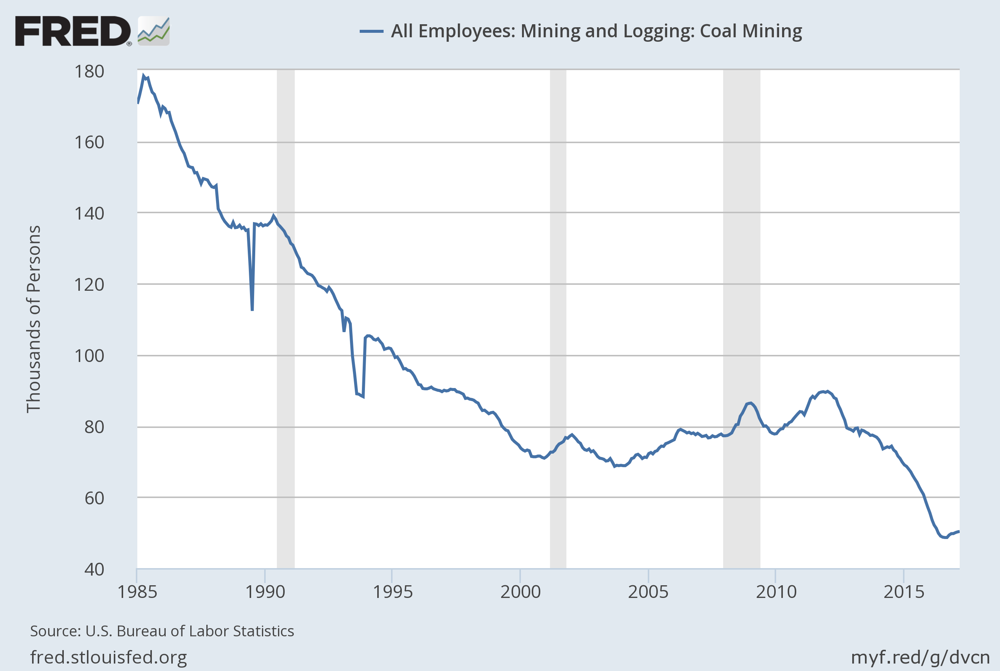 FRED®
All Employees: Mining and Logging: Coal Mining
180
160
140
120
100
80
60
40
Thousands of Persons
1985 1990 1995 2000 2005 2010 2015
Source: U.S. Bureau of Labor Statistics
fred.stlouisfed.org
myf.red/g/dvcn